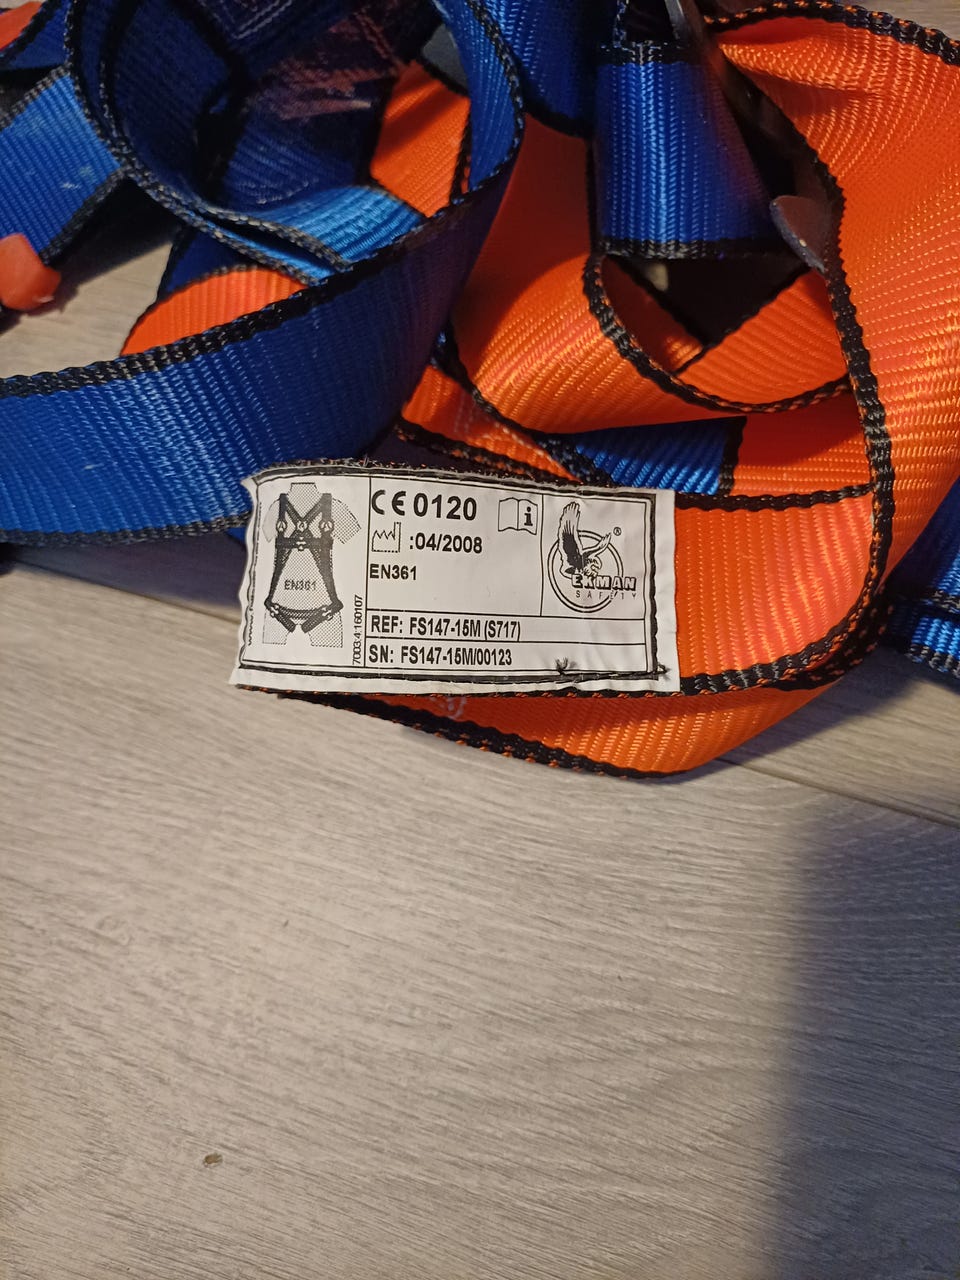 EN361
7003:4:160107
CE 0120
i
:04/2008
EN361
EKMAN ®
SAFETY
REF: FS147-15M (S717)
SN: FS147-15M/00123